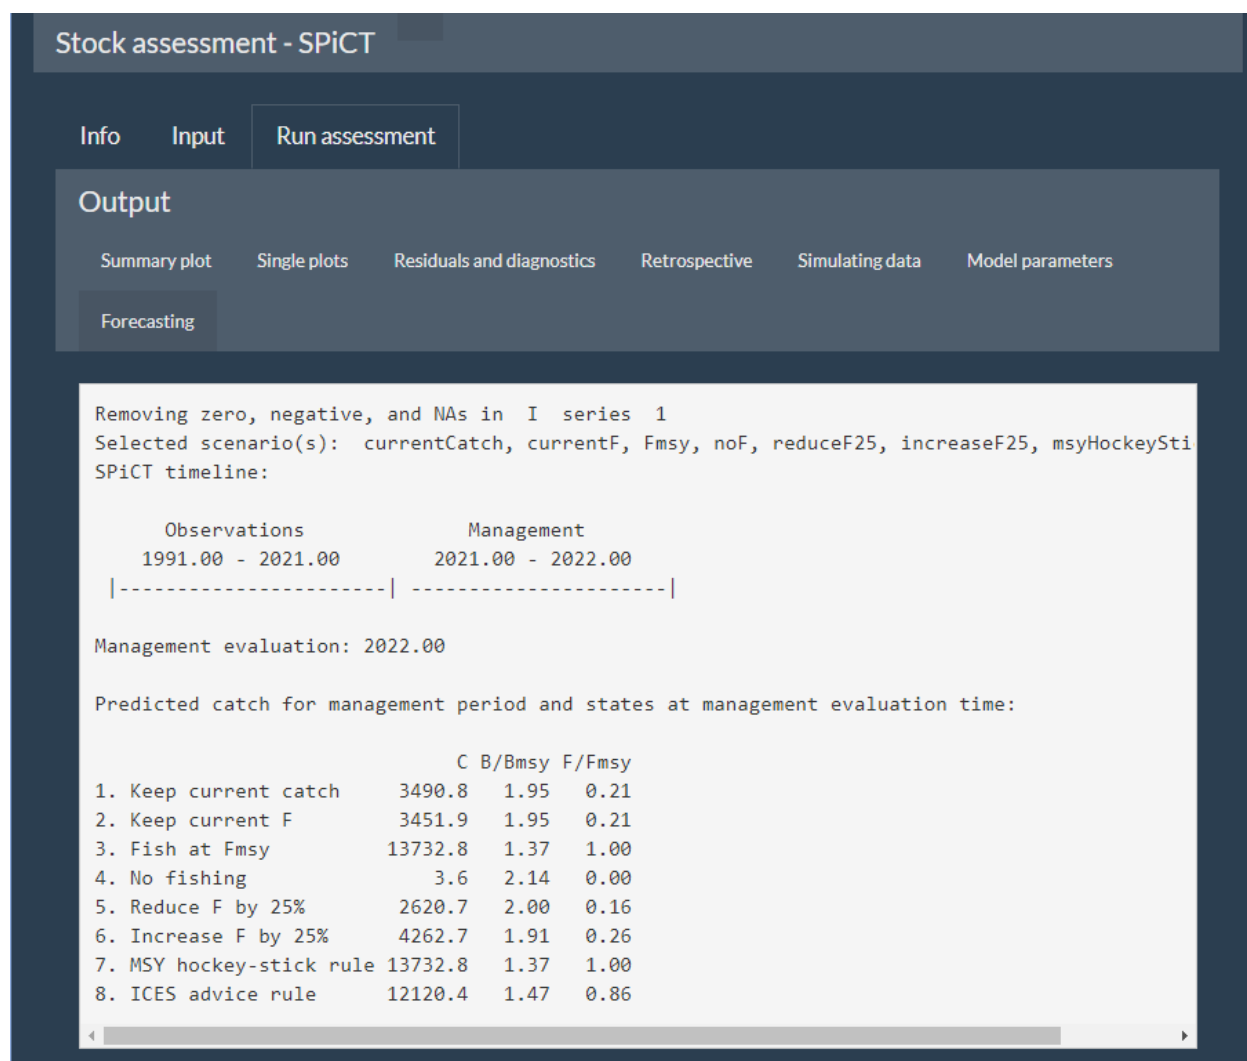 Stock assessment - SPiCT
Info Input Run assessment
Output
Summary plot Single plots Residuals and diagnostics Retrospective Simulating data Model parameters
Forecasting
Removing zero, negative, and NAs in  I  series  1
Selected scenario(s):  currentCatch, currentF, Fmsy, noF, reduceF25, increaseF25, msyHockeySti
SPiCT timeline:
      Observations              Management
    1991.00 - 2021.00        2021.00 - 2022.00
 |-----------------------| ----------------------|
Management evaluation: 2022.00
Predicted catch for management period and states at management evaluation time:
                               C B/Bmsy F/Fmsy
1. Keep current catch     3490.8   1.95   0.21
2. Keep current F         3451.9   1.95   0.21
3. Fish at Fmsy          13732.8   1.37   1.00
4. No fishing                3.6   2.14   0.00
5. Reduce F by 25%        2620.7   2.00   0.16
6. Increase F by 25%      4262.7   1.91   0.26
7. MSY hockey-stick rule 13732.8   1.37   1.00
8. ICES advice rule      12120.4   1.47   0.86